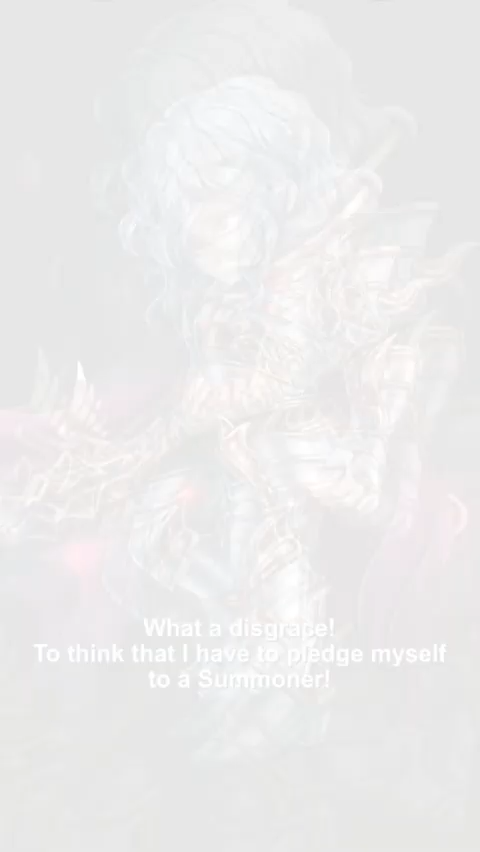 What a disgrace!
To think that I have to pledge myself
to a Summoner!